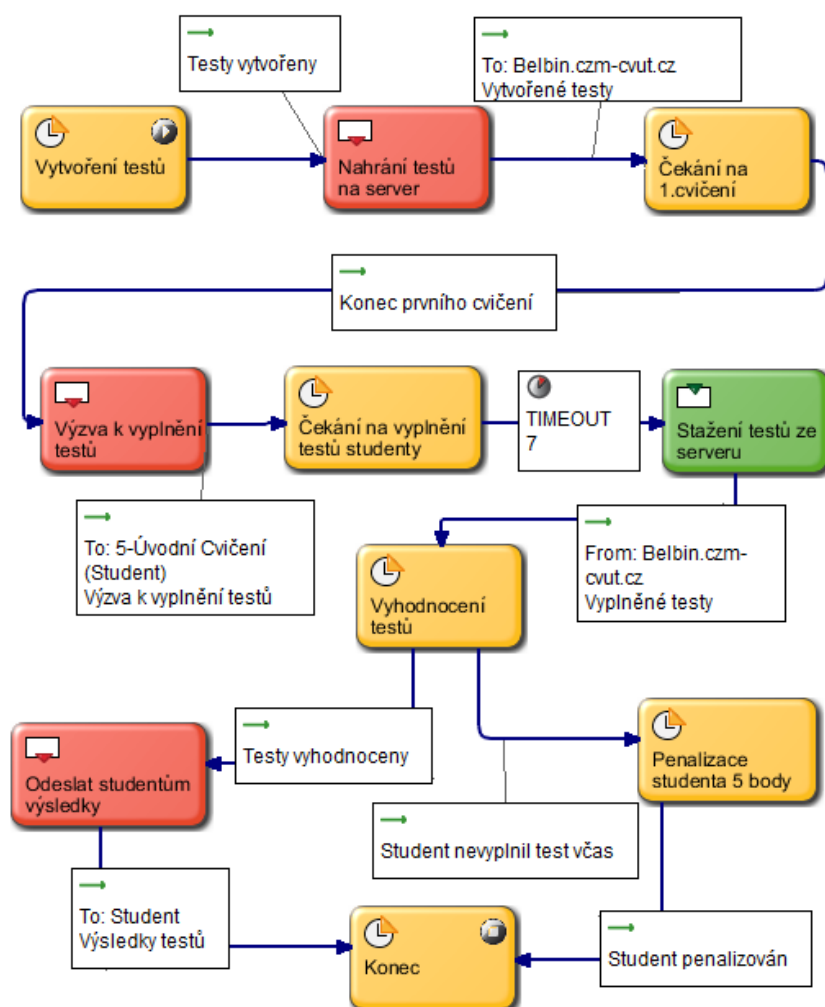 Testy vytvořeny
To: Belbin.czm-cvut.cz
Vytvořené testy
Vytvoření testů
Nahrání testů
na server
Čekání na
1.cvičení
Konec prvního cvičení
Výzva k vyplnění
testů
Čekání na vyplnění
testů studenty
TIMEOUT
7
Stažení testů ze
serveru
To: 5-Úvodní Cvičení
(Student)
Výzva k vyplnění testů
From: Belbin.czm-
cvut.cz
Vyplněné testy
Vyhodnocení
testů
Testy vyhodnoceny
Odeslat studentům
výsledky
Penalizace
studenta 5 body
Student nevyplnil test včas
To: Student
Výsledky testů
Konec
Student penalizován